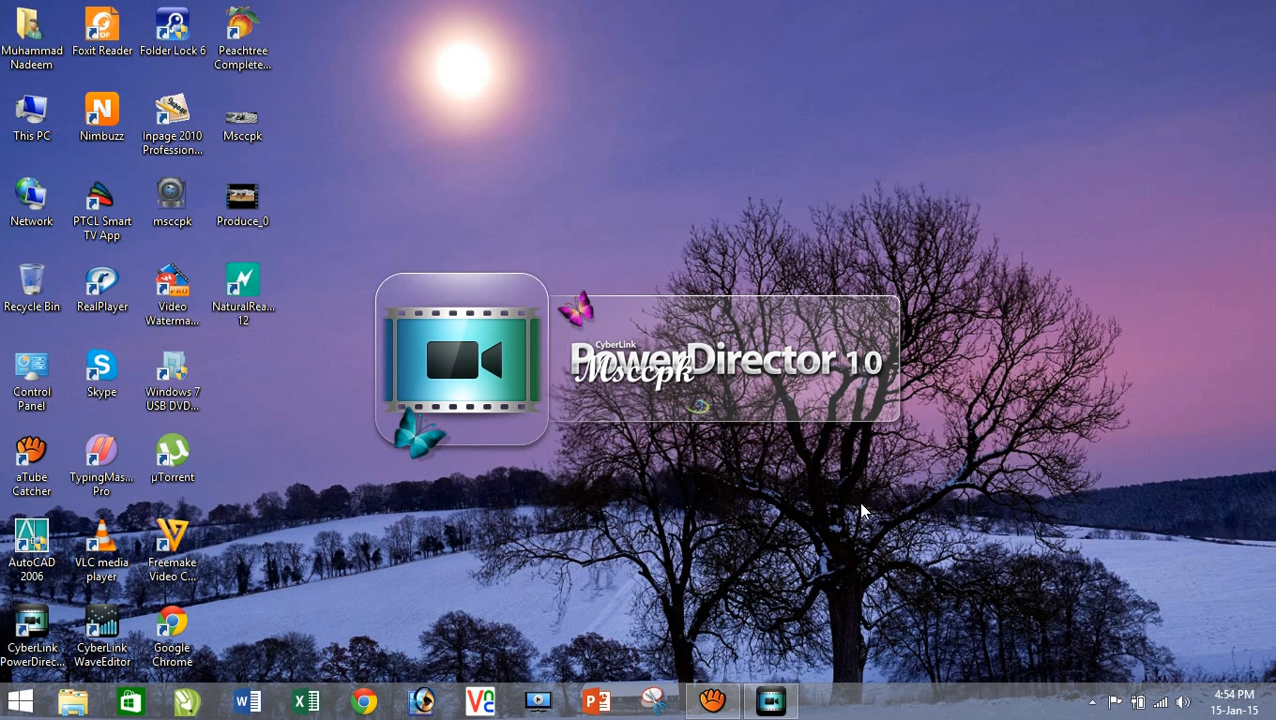 Muhammad
Nadeem
Foxit Reader
Folder Lock 6
Peachtree
Complete...
This PC
Nimbuzz
Inpage 2010
Profession...
Msccpk
Network
PTCL Smart
TV App
msccpk
Produce_0
Recycle Bin
RealPlayer
Video
Waterma...
NaturalRea...
12
Control
Panel
Skype
Windows 7
USB DVD...
CyberLink
PowerDirector 10
Msccpk
aTube
Catcher
TypingMas...
Pro
µTorrent
AutoCAD
2006
VLC media
player
Freemake
Video C...
CyberLink
PowerDirec...
CyberLink
WaveEditor
Google
Chrome
4:54 PM
15-Jan-15